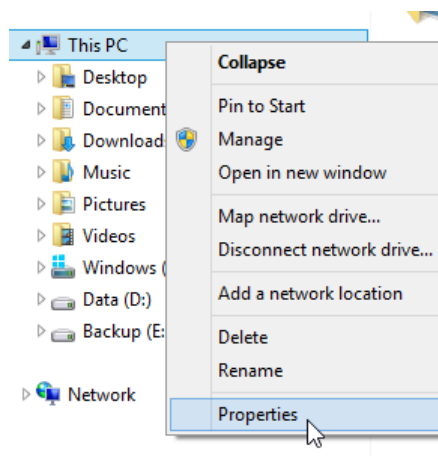 This PC
Desktop
Document
Download
Music
Pictures
Videos
Windows (
Data (D:)
Backup (E:
Network
Collapse
Pin to Start
Manage
Open in new window
Map network drive...
Disconnect network drive...
Add a network location
Delete
Rename
Properties